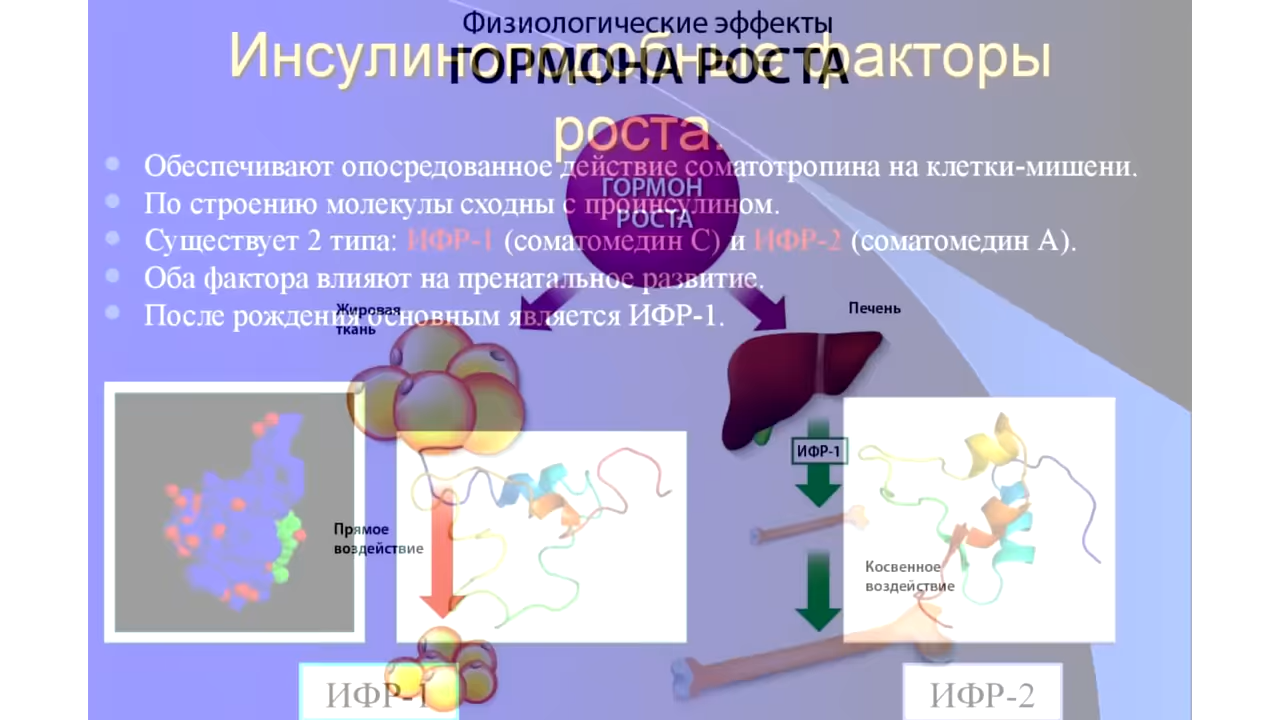 Физиологические эффекты
ГОРМОНА РОСТА
Инсулиноподобные факторы
роста.
Обеспечивают опосредованное действие соматотропина на клетки-мишени.
По строению молекулы сходны с проинсулином.
Существует 2 типа: ИФР-1 (соматомедин С) и ИФР-2 (соматомедин А).
Оба фактора влияют на пренатальное развитие.
После рождения основным является ИФР-1.
ГОРМОН
РОСТА
Жировая
ткань
Печень
ИФР-1
Прямое
воздействие
Косвенное
воздействие
ИФР-1
ИФР-2